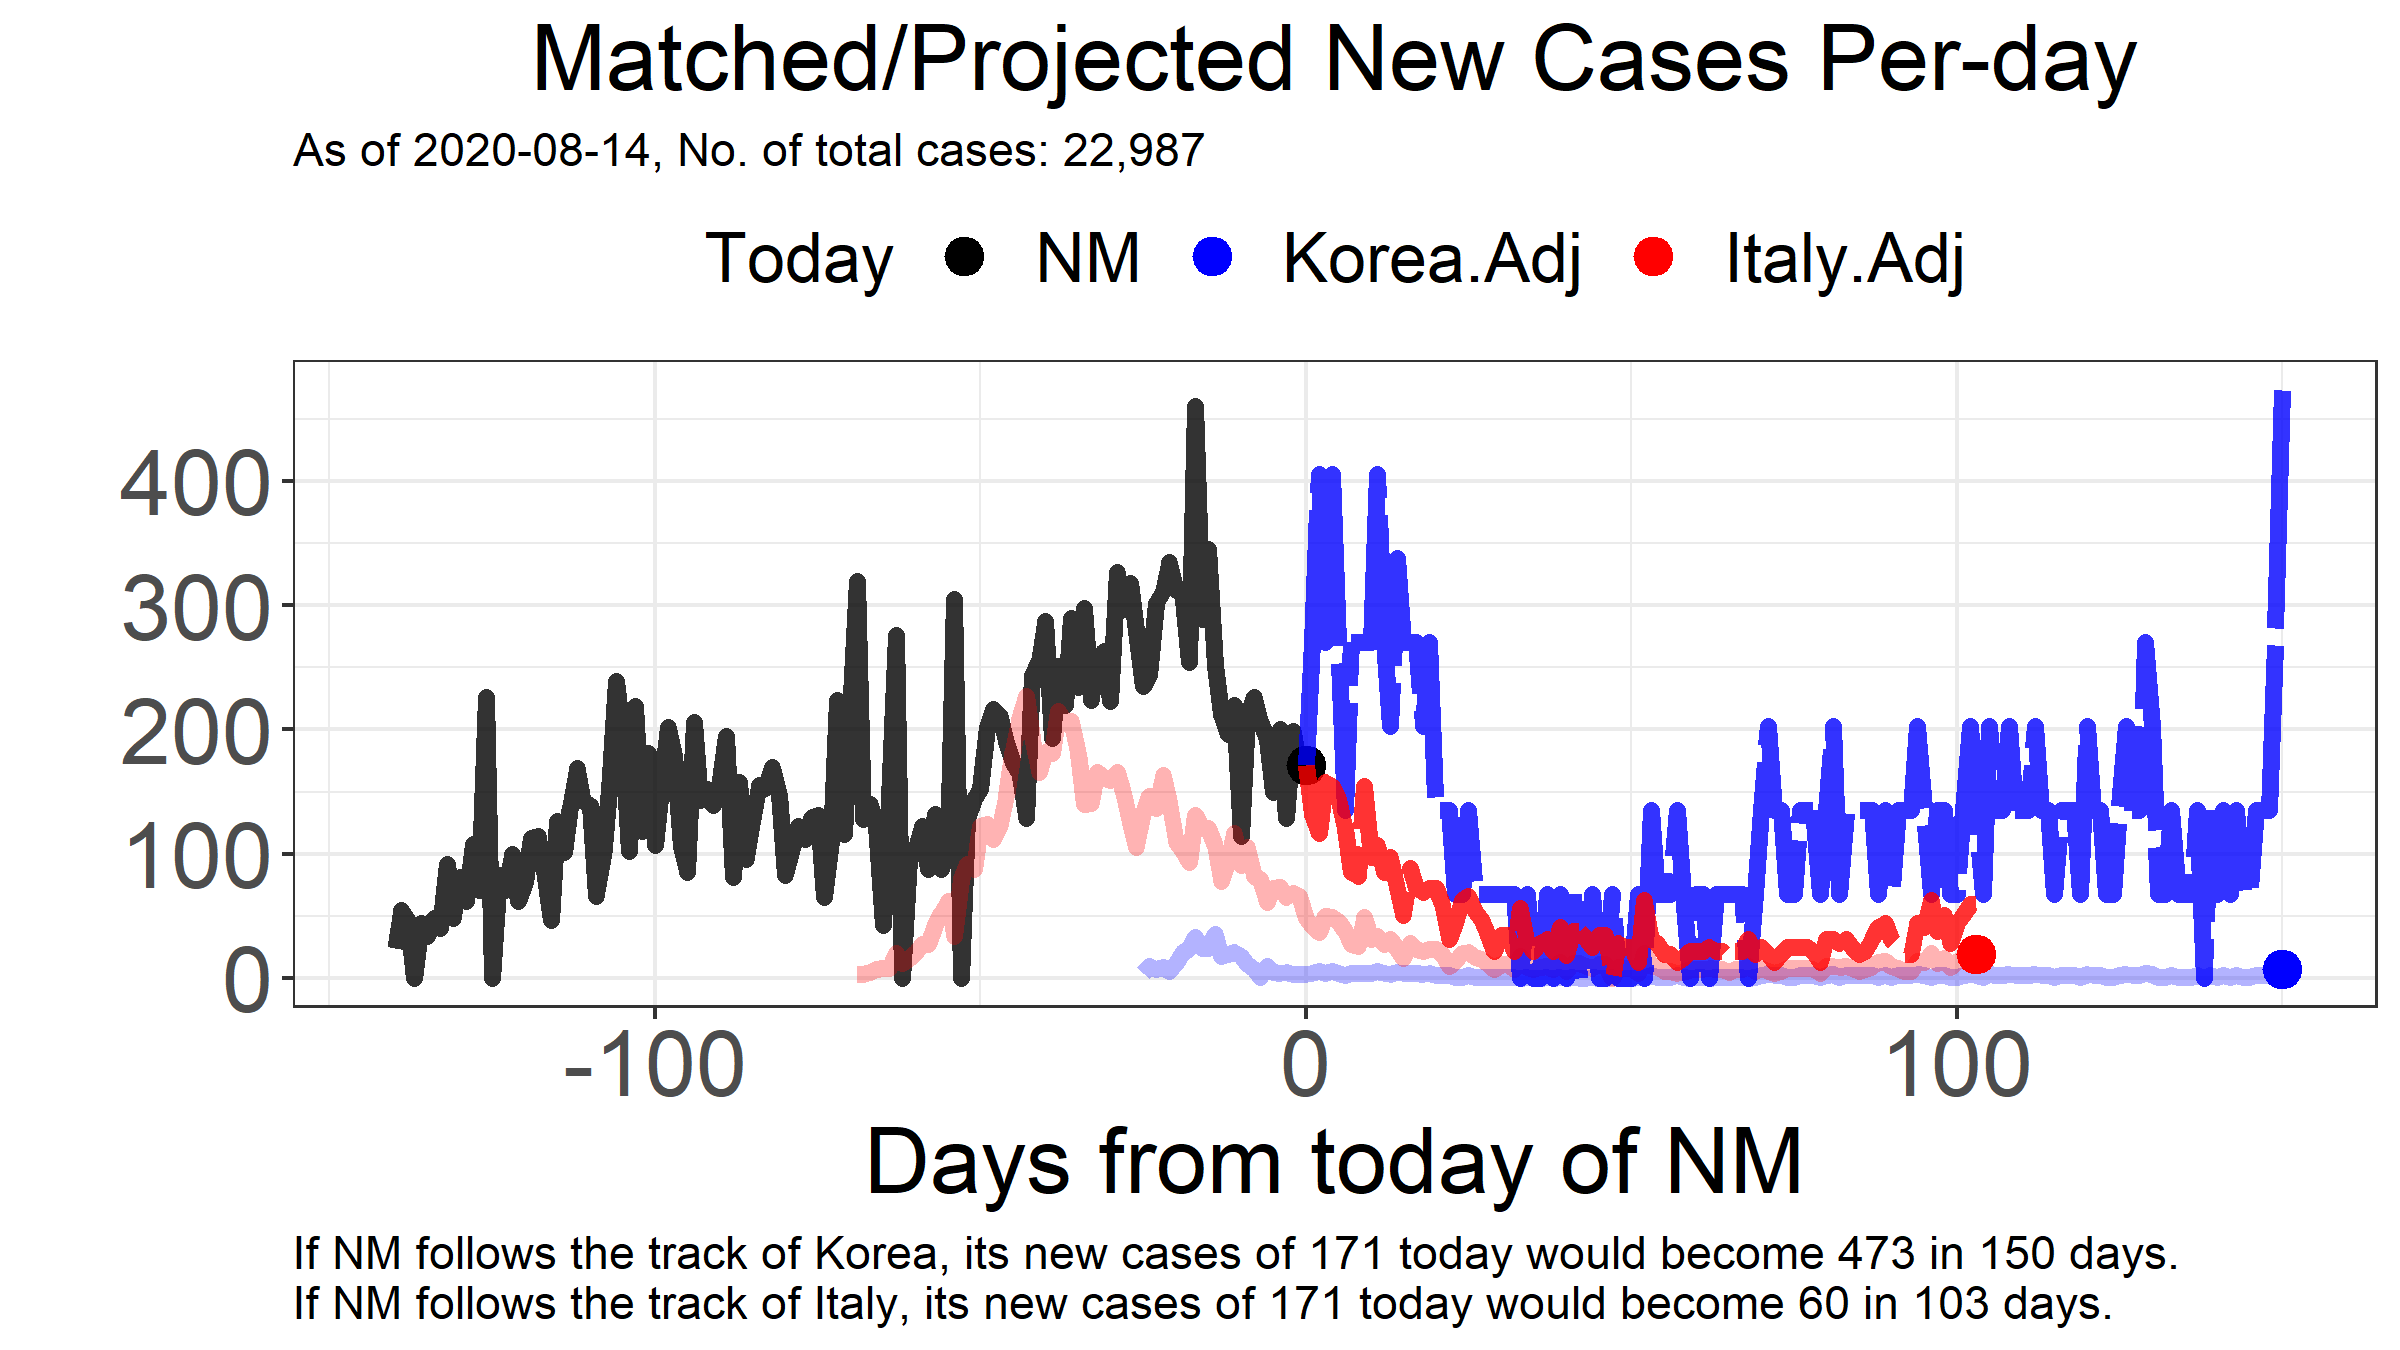 Matched/Projected New Cases Per-day
As of 2020-08-14, No. of total cases: 22,987
Today NM Korea.Adj Italy.Adj
400
300
200
100
0
-100 0 100
Days from today of NM
If NM follows the track of Korea, its new cases of 171 today would become 473 in 150 days.
If NM follows the track of Italy, its new cases of 171 today would become 60 in 103 days.